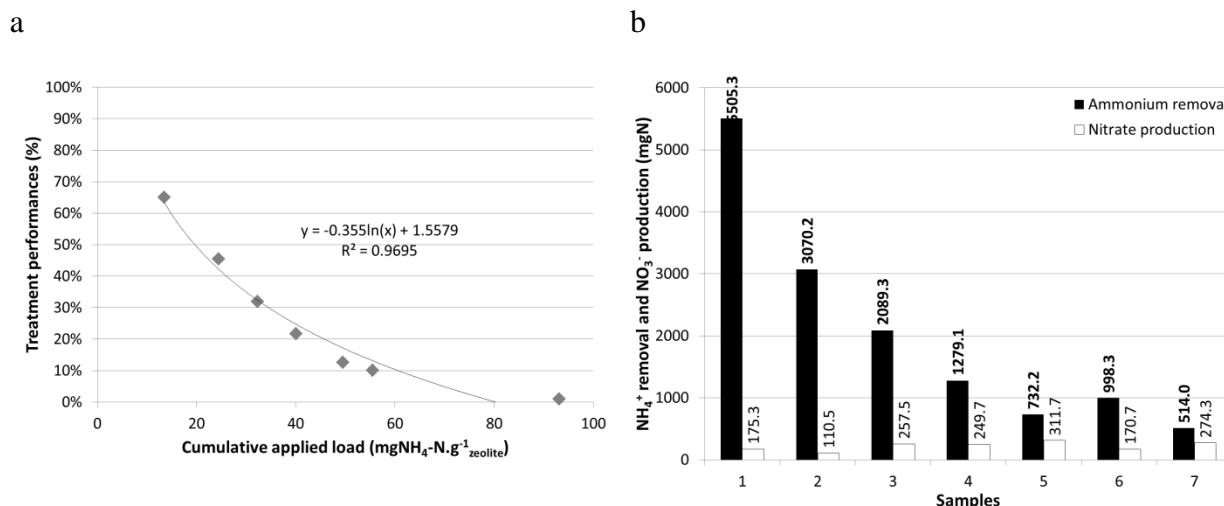 a
b
Treatment performances (%)
100%
90%
80%
70%
60%
50%
40%
30%
20%
10%
0%
y = -0.355ln(x) + 1.5579
R² = 0.9695
0 20 40 60 80 100
Cumulative applied load (mgNH₄-N.g⁻¹zeolite)
NH₄⁺ removal and NO₃⁻ production (mgN)
6000
5000
4000
3000
2000
1000
0
Ammonium removal
Nitrate production
5505.3
175.3
3070.2
110.5
2089.3
257.5
1279.1
249.7
732.2
311.7
998.3
170.7
514.0
274.3
1 2 3 4 5 6 7
Samples